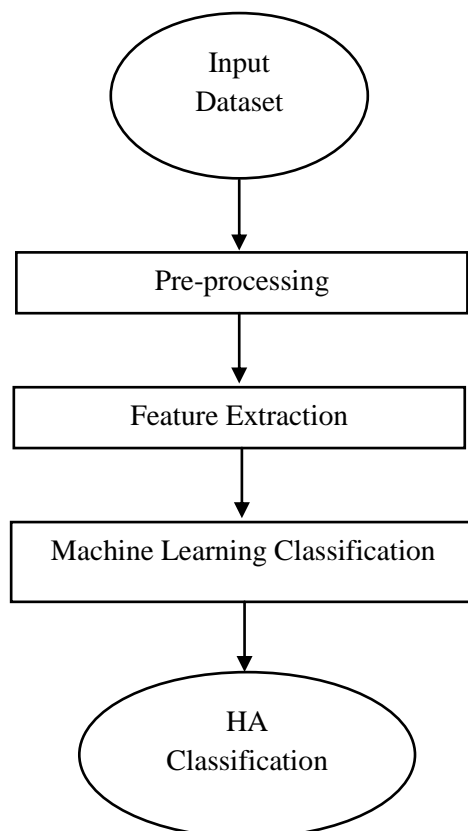 Input
Dataset
Pre-processing
Feature Extraction
Machine Learning Classification
HA
Classification